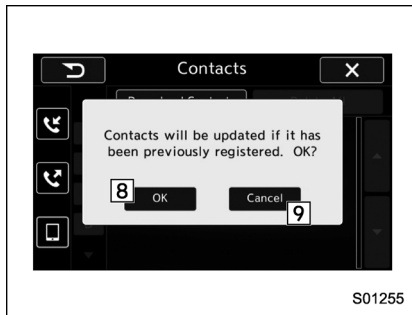 Contacts
Contacts will be updated if it has
been previously registered. OK?
8
OK
Cancel
9
S01255